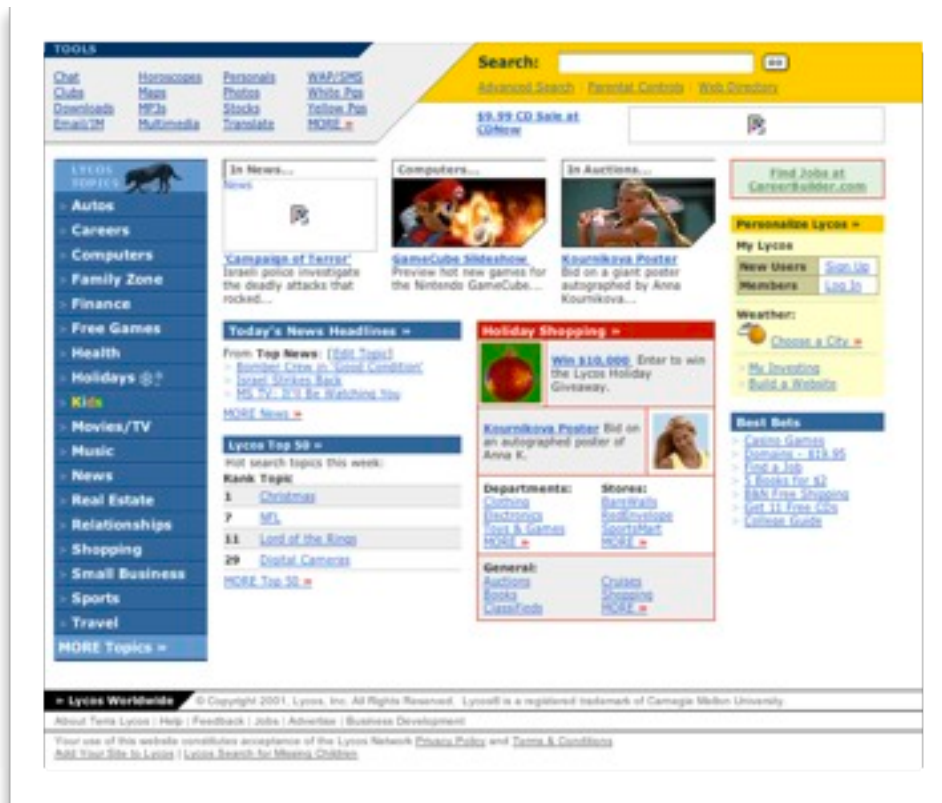 TOOLS
Chat Horoscopes Personals WAP/SMS
Clubs Maps Photos White Pgs
Downloads MP3s Stocks Yellow Pgs
Email/IM Multimedia Translate MORE »
Search: GO
Advanced Search | Parental Controls | Web Directory
$9.99 CD Sale at
CDNow
LYCOS
TOPICS
» Autos
» Careers
» Computers
» Family Zone
» Finance
» Free Games
» Health
» Holidays
» Kids
» Movies/TV
» Music
» News
» Real Estate
» Relationships
» Shopping
» Small Business
» Sports
» Travel
MORE Topics »
In News...
News
'Campaign of Terror'
Israeli police investigate
the deadly attacks that
rocked...
Computers...
GameCube Slideshow
Preview hot new games for
the Nintendo GameCube...
In Auctions...
Kournikova Poster
Bid on a giant poster
autographed by Anna
Kournikova...
Today's News Headlines »
From Top News: [Edit Topic]
» Bomber Crew in 'Good Condition'
» Israel Strikes Back
» MS TV: It'll Be Watching You
MORE News »
Lycos Top 50 »
Hot search topics this week:
Rank Topic
1 Christmas
7 NFL
11 Lord of the Rings
29 Digital Cameras
MORE Top 50 »
Holiday Shopping »
Win $10,000 Enter to win
the Lycos Holiday
Giveaway.
Kournikova Poster Bid on
an autographed poster of
Anna K.
Departments: Stores:
Clothing BareWalls
Electronics RedEnvelope
Toys & Games SportsMart
MORE » MORE »
General:
Auctions Cruises
Books Shopping
Classifieds MORE »
Find Jobs at
CareerBuilder.com
Personalize Lycos »
My Lycos
New Users Sign Up
Members Log In
Weather:
Choose a City »
» My Investing
» Build a Website
Best Bets
» Casino Games
» Domains - $19.95
» Find a Job
» 5 Books for $2
» B&N Free Shipping
» Get 11 Free CDs
» College Guide
» Lycos Worldwide © Copyright 2001, Lycos, Inc. All Rights Reserved. Lycos® is a registered trademark of Carnegie Mellon University.
About Terra Lycos | Help | Feedback | Jobs | Advertise | Business Development
Your use of this website constitutes acceptance of the Lycos Network Privacy Policy and Terms & Conditions
Add Your Site to Lycos | Lycos Search for Missing Children